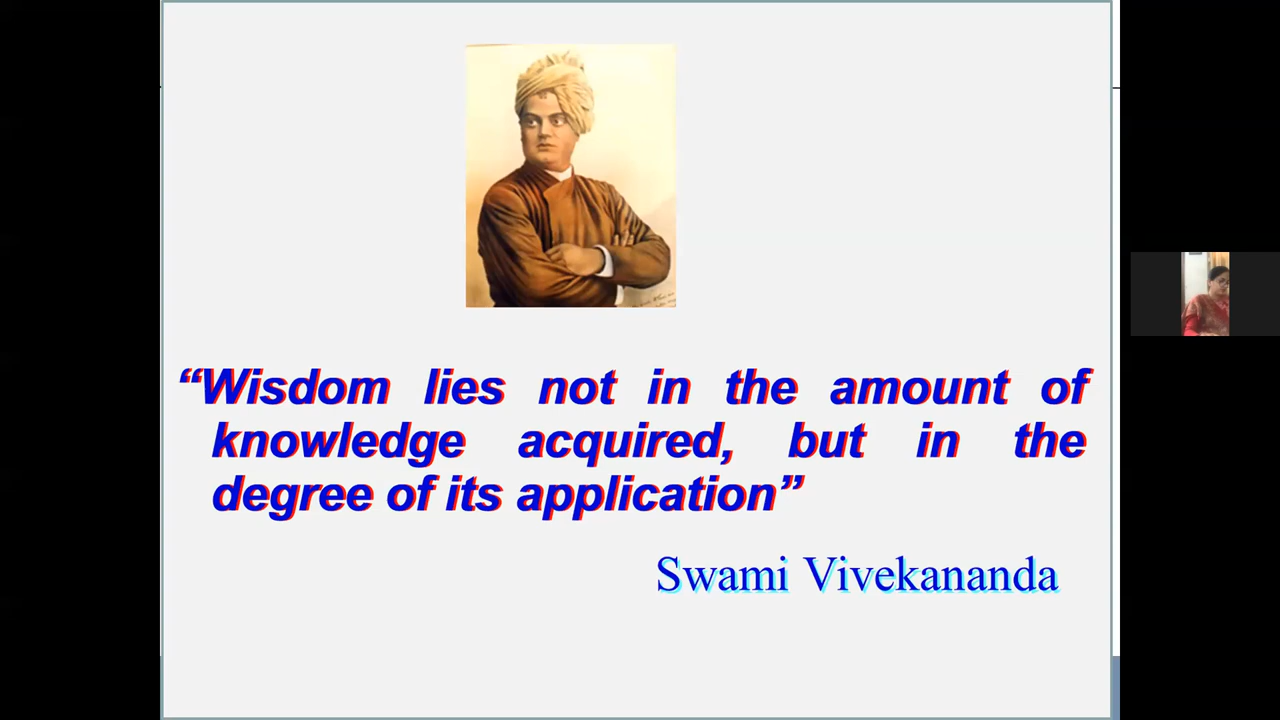 “Wisdom lies not in the amount of
knowledge acquired, but in the
degree of its application”
Swami Vivekananda